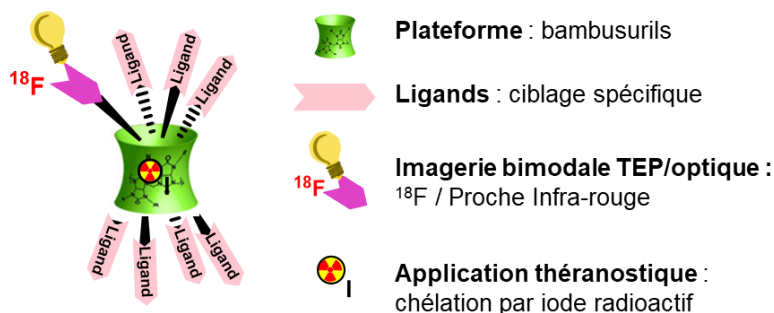 Ligand
Ligand
Ligand
¹⁸F
I
Ligand
Ligand
Ligand
Ligand
Plateforme : bambusurils
Ligands : ciblage spécifique
¹⁸F
Imagerie bimodale TEP/optique :
¹⁸F / Proche Infra-rouge
I
Application théranostique :
chélation par iode radioactif